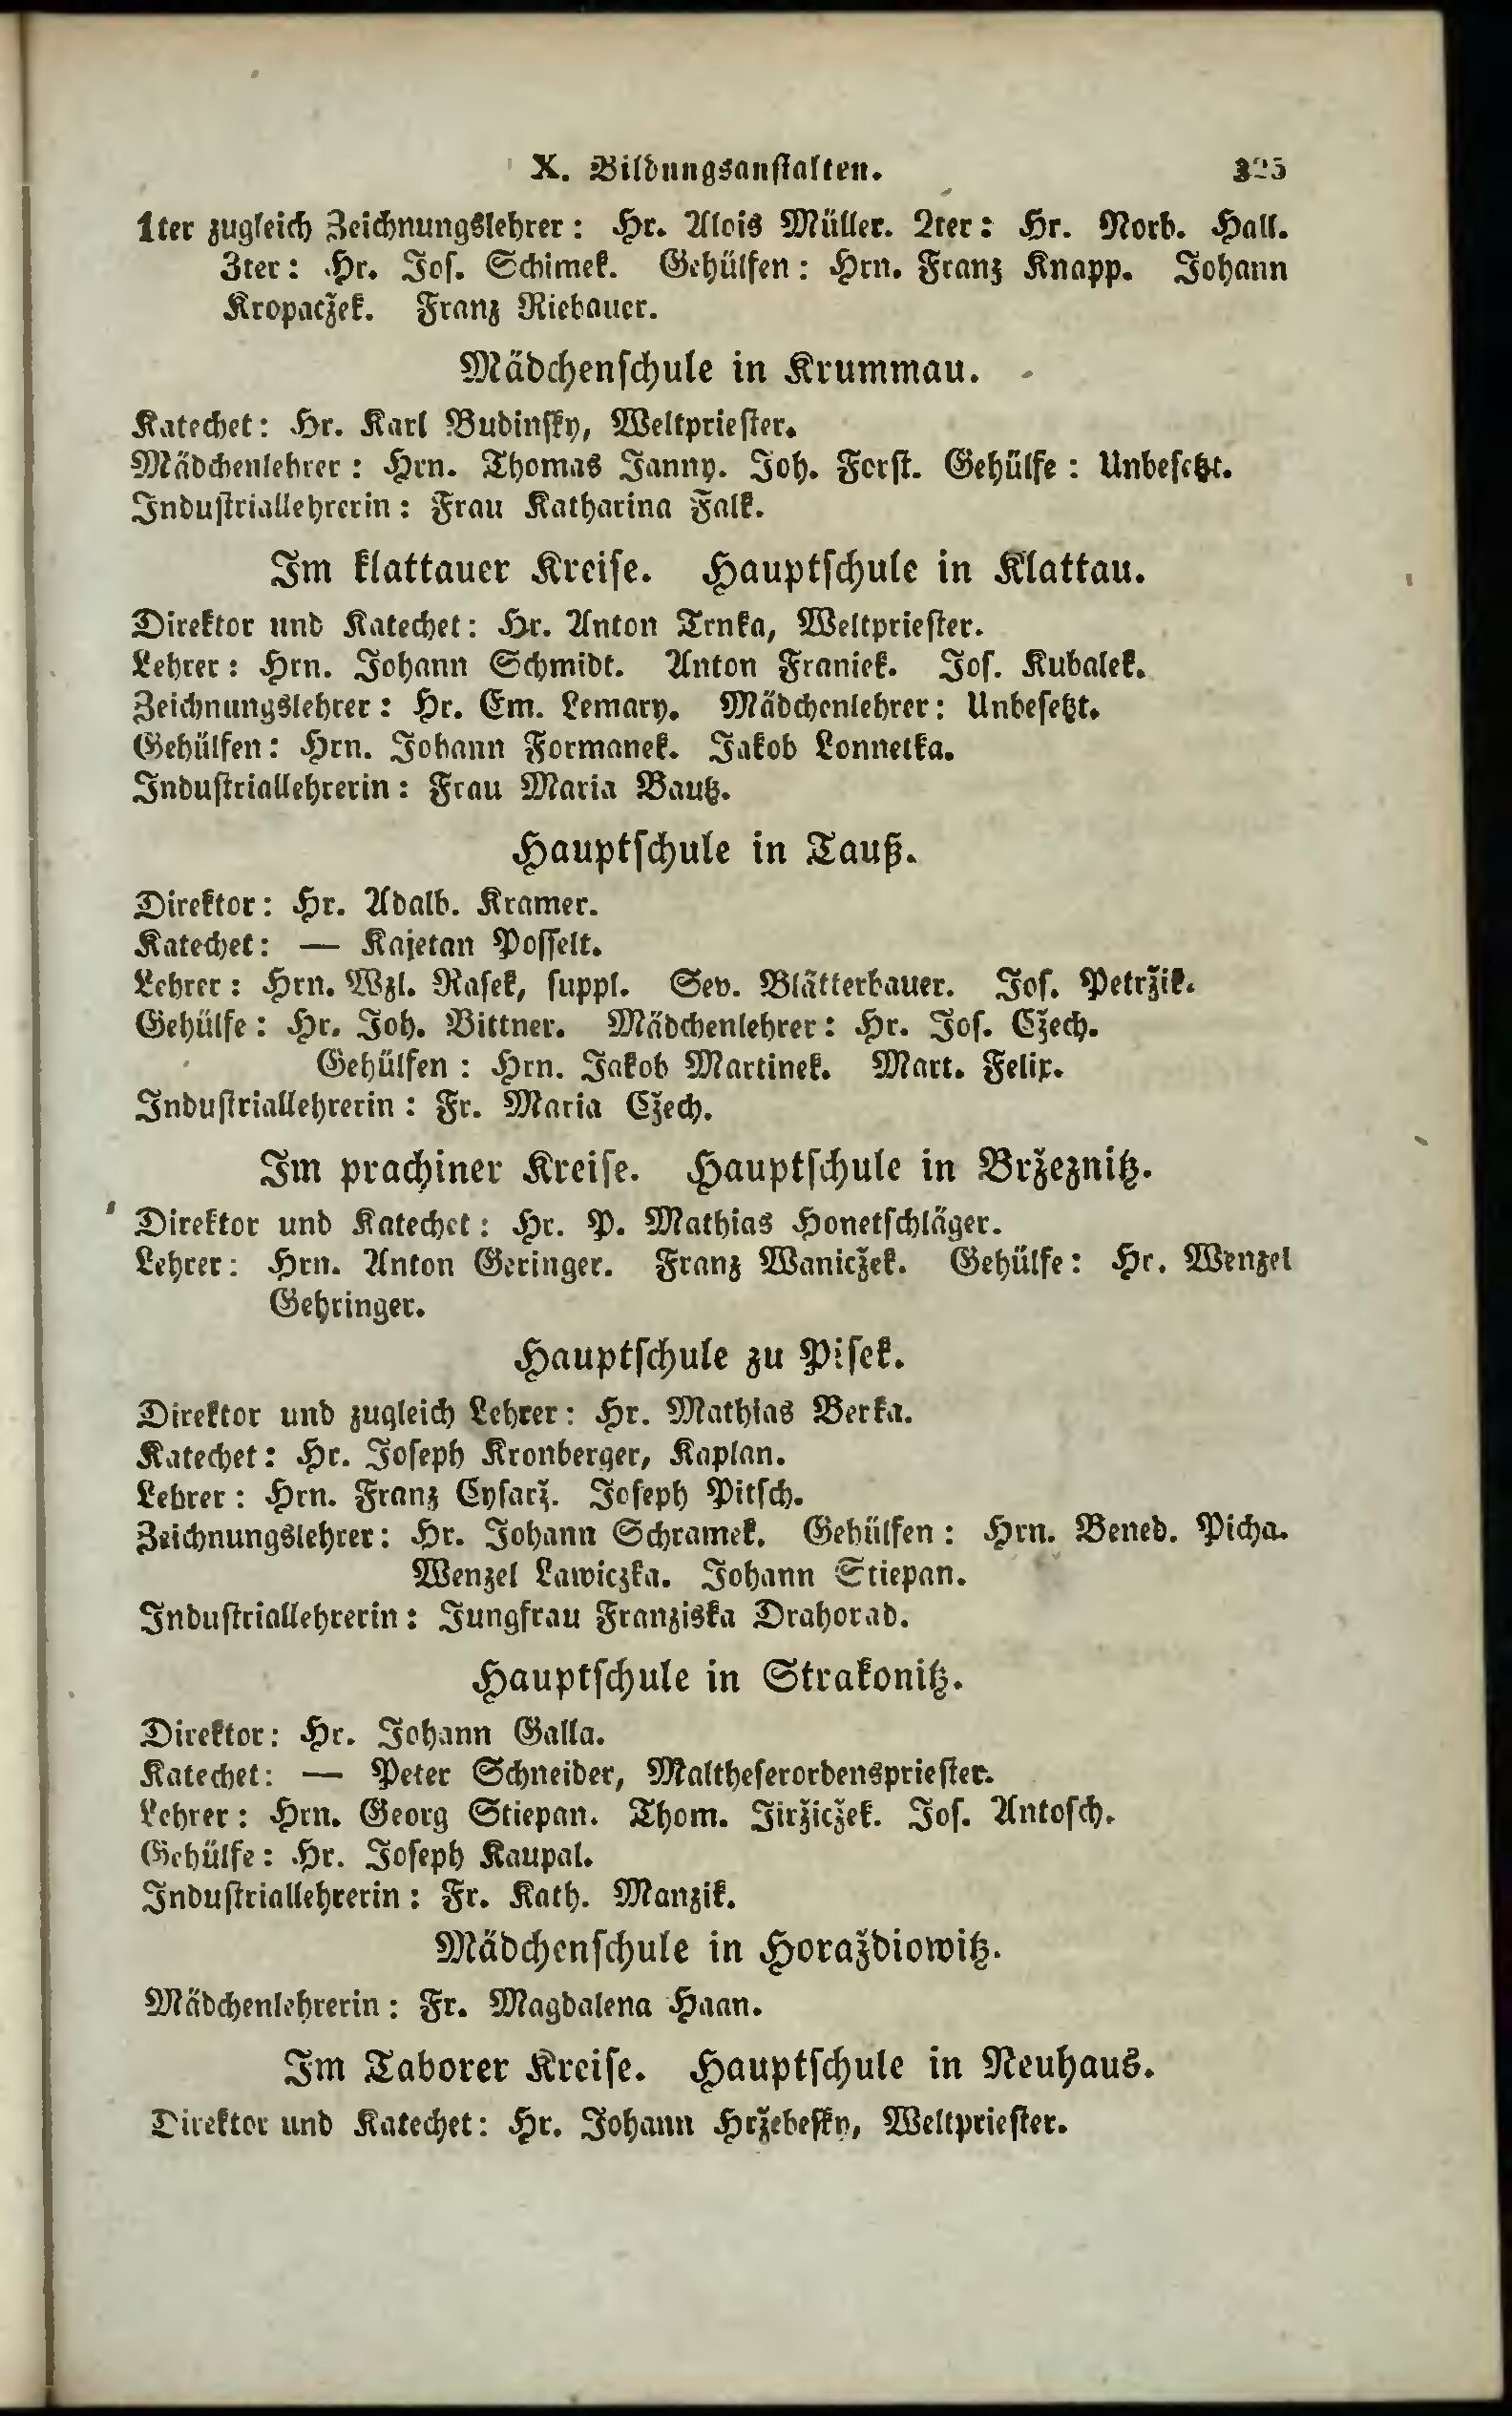 X. Bildungsanstalten. 325
1ter zugleich Zeichnungslehrer: Hr. Alois Müller. 2ter: Hr. Norb. Hall.
3ter: Hr. Jos. Schimek. Gehülfen: Hrn. Franz Knapp. Johann
Kropacžek. Franz Riebauer.
Mädchenschule in Krummau.
Katechet: Hr. Karl Budinsky, Weltpriester.
Mädchenlehrer: Hrn. Thomas Janny. Joh. Forst. Gehülfe: Unbesetzt.
Industriallehrerin: Frau Katharina Falk.
Im klattauer Kreise. Hauptschule in Klattau.
Direktor und Katechet: Hr. Anton Trnka, Weltpriester.
Lehrer: Hrn. Johann Schmidt. Anton Franiek. Jos. Kubalek.
Zeichnungslehrer: Hr. Em. Lemary. Mädchenlehrer: Unbesetzt.
Gehülfen: Hrn. Johann Formanek. Jakob Lonnetka.
Industriallehrerin: Frau Maria Bautz.
Hauptschule in Tauß.
Direktor: Hr. Adalb. Kramer.
Katechet: — Kajetan Posselt.
Lehrer: Hrn. Wzl. Rasek, suppl. Sev. Blätterbauer. Jos. Petržik.
Gehülfe: Hr. Joh. Bittner. Mädchenlehrer: Hr. Jos. Cžech.
Gehülfen: Hrn. Jakob Martinek. Mart. Felix.
Industriallehrerin: Fr. Maria Cžech.
Im prachiner Kreise. Hauptschule in Bržeznitz.
Direktor und Katechet: Hr. P. Mathias Honetschläger.
Lehrer: Hrn. Anton Geringer. Franz Wanicžek. Gehülfe: Hr. Wenzel
Gehringer.
Hauptschule zu Pisek.
Direktor und zugleich Lehrer: Hr. Mathias Berka.
Katechet: Hr. Joseph Kronberger, Kaplan.
Lehrer: Hrn. Franz Cysarž. Joseph Pitsch.
Zeichnungslehrer: Hr. Johann Schramek. Gehülfen: Hrn. Bened. Picha.
Wenzel Lawiczka. Johann Stiepan.
Industriallehrerin: Jungfrau Franziska Drahorad.
Hauptschule in Strakonitz.
Direktor: Hr. Johann Galla.
Katechet: — Peter Schneider, Maltheserordenspriester.
Lehrer: Hrn. Georg Stiepan. Thom. Jiržicžek. Jos. Antosch.
Gehülfe: Hr. Joseph Kaupal.
Industriallehrerin: Fr. Kath. Manzik.
Mädchenschule in Horaždiowitz.
Mädchenlehrerin: Fr. Magdalena Haan.
Im Taborer Kreise. Hauptschule in Neuhaus.
Direktor und Katechet: Hr. Johann Hržebesky, Weltpriester.